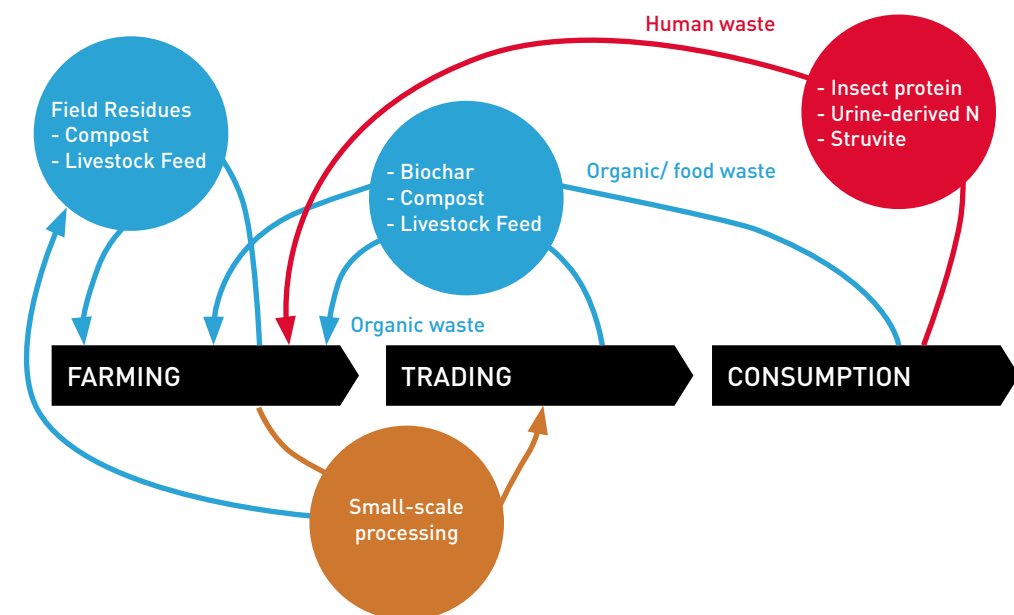 Human waste
Field Residues
- Compost
- Livestock Feed
- Biochar
- Compost
- Livestock Feed
Organic/ food waste
- Insect protein
- Urine-derived N
- Struvite
Organic waste
FARMING
TRADING
CONSUMPTION
Small-scale
processing